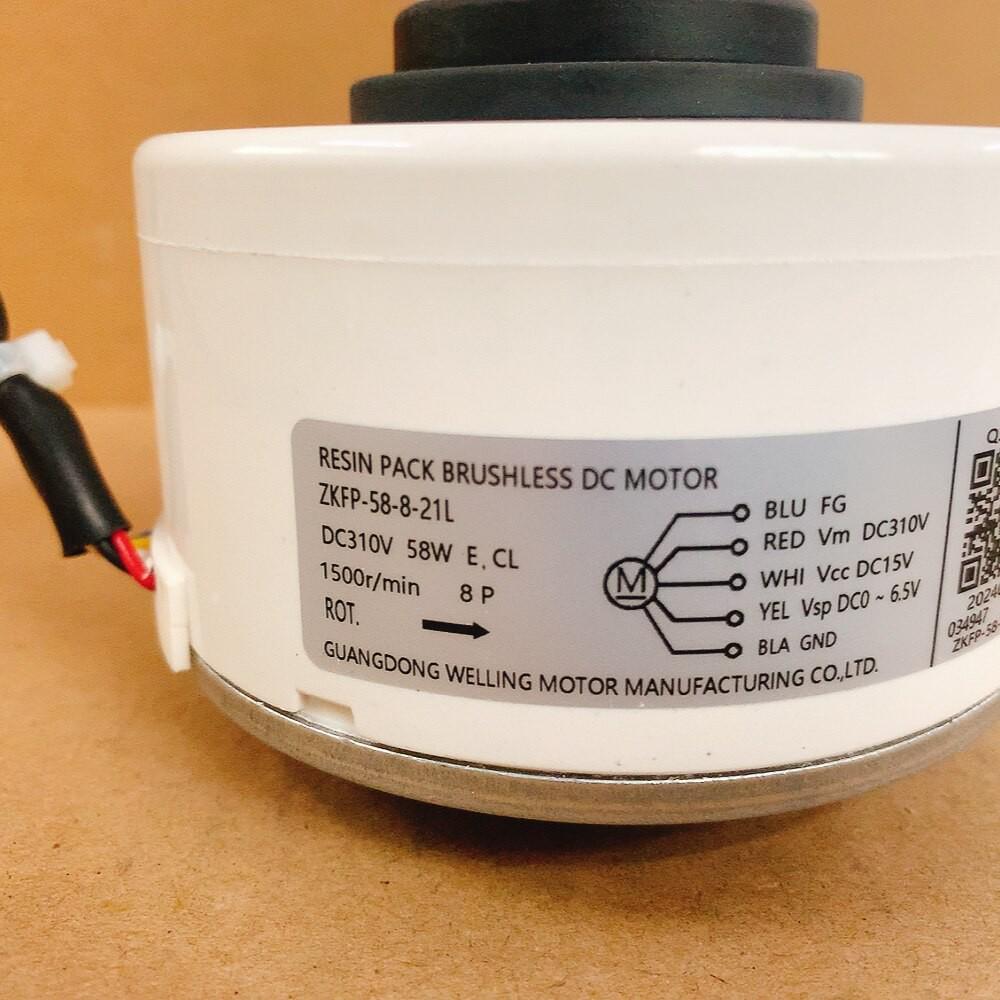 RESIN PACK BRUSHLESS DC MOTOR
ZKFP-58-8-21L
DC310V 58W E, CL
1500r/min 8 P
ROT.
GUANGDONG WELLING MOTOR MANUFACTURING CO.,LTD.
M
BLU FG
RED Vm DC310V
WHI Vcc DC15V
YEL Vsp DC0 ~ 6.5V
BLA GND
034947
ZKFP-58-